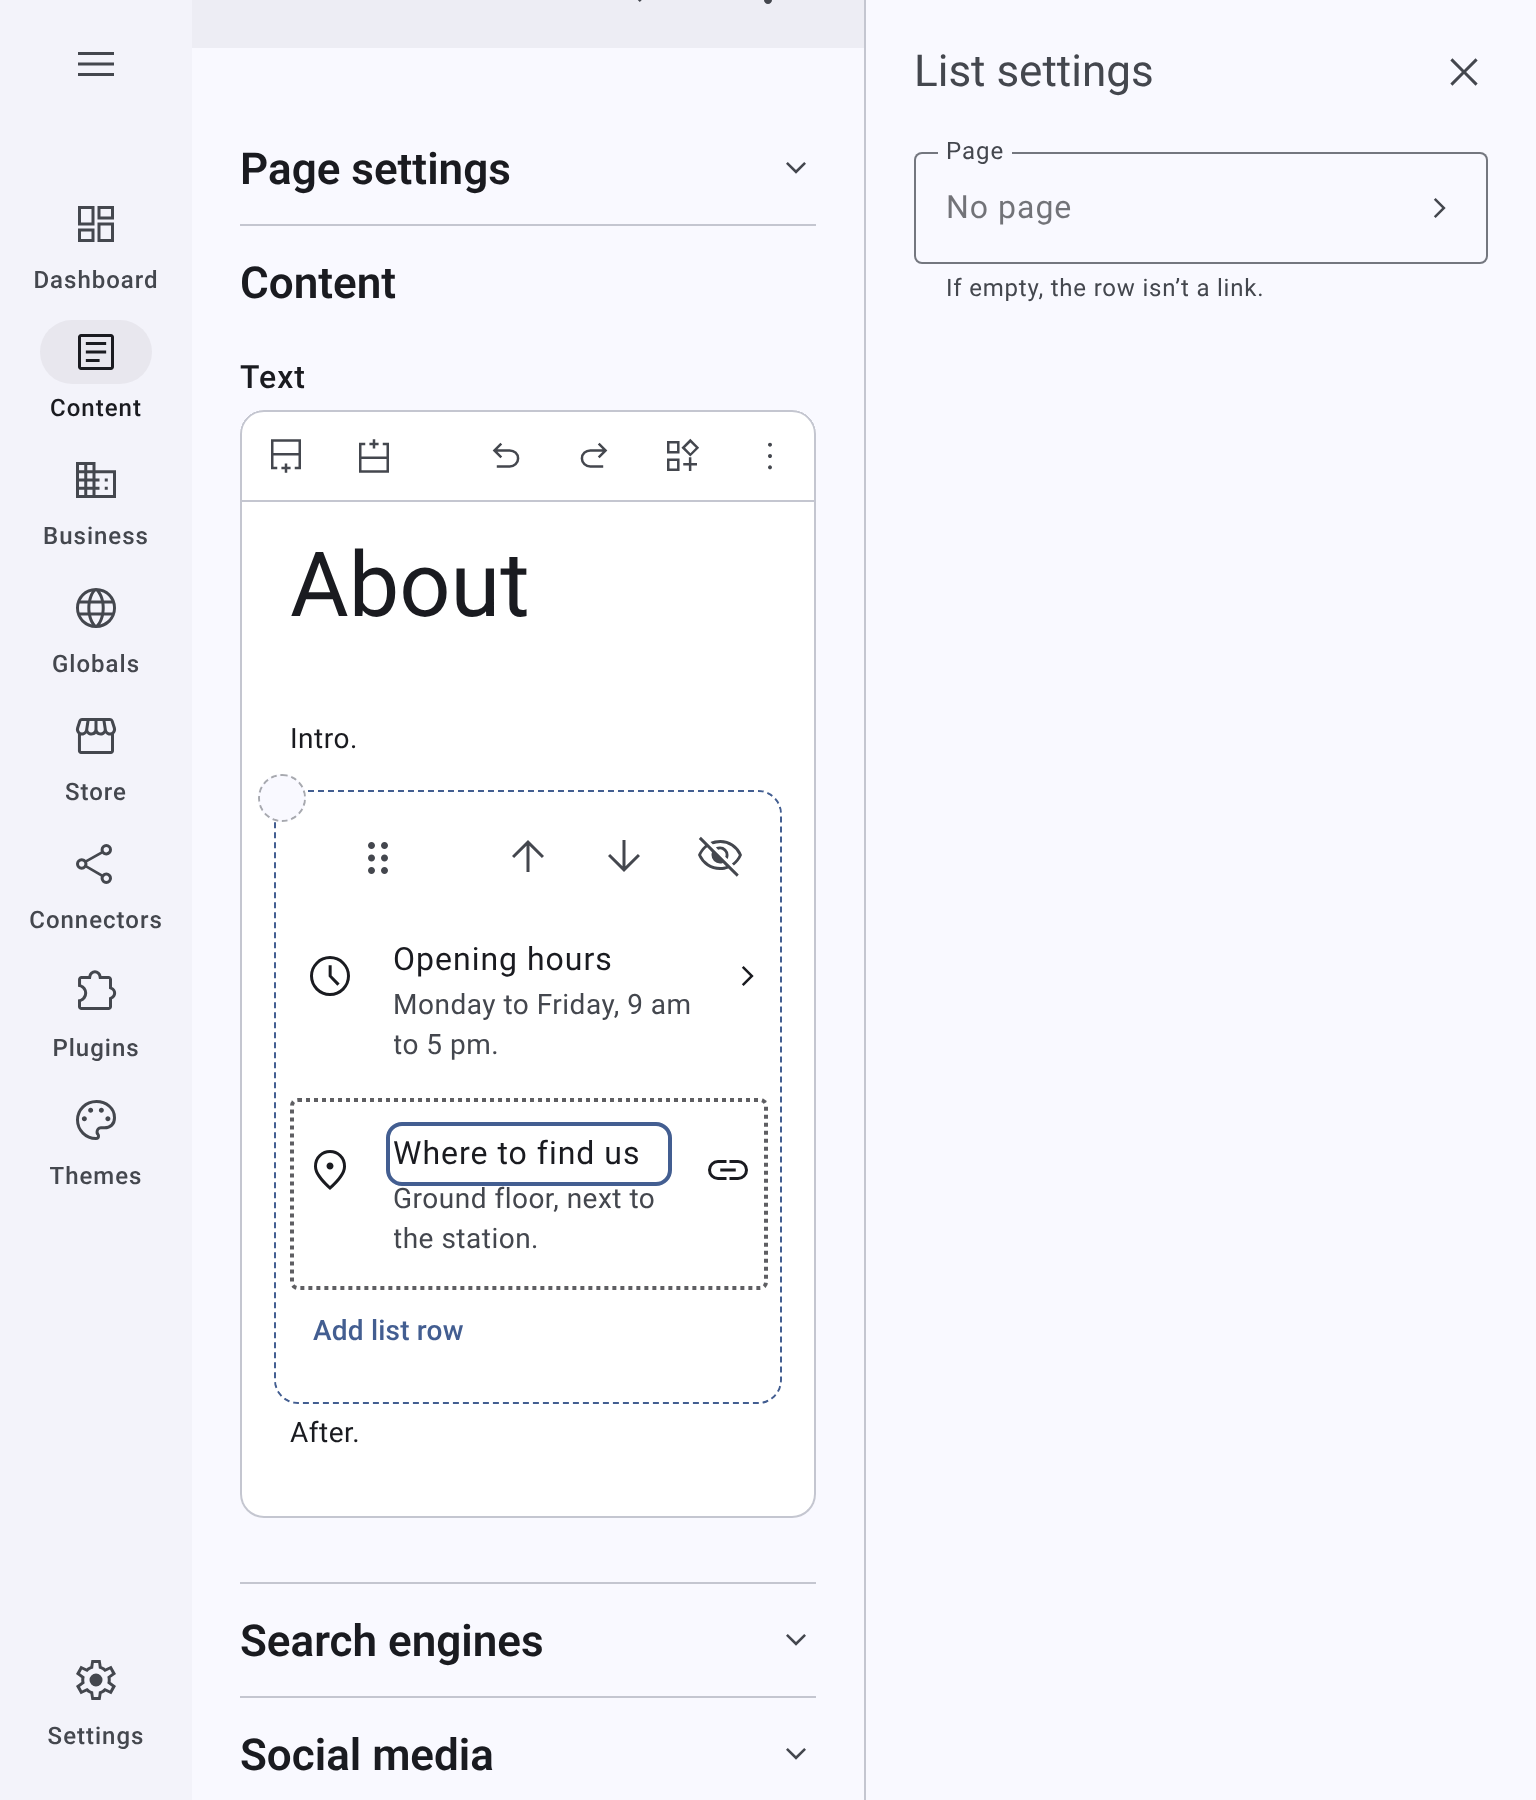 Dashboard
Content
Business
Globals
Store
Connectors
Plugins
Themes
Settings
Page settings
Content
Text
About
Intro.
Opening hours
Monday to Friday, 9 am
to 5 pm.
Where to find us
Ground floor, next to
the station.
Add list row
After.
Search engines
Social media
List settings
Page
No page
If empty, the row isn’t a link.